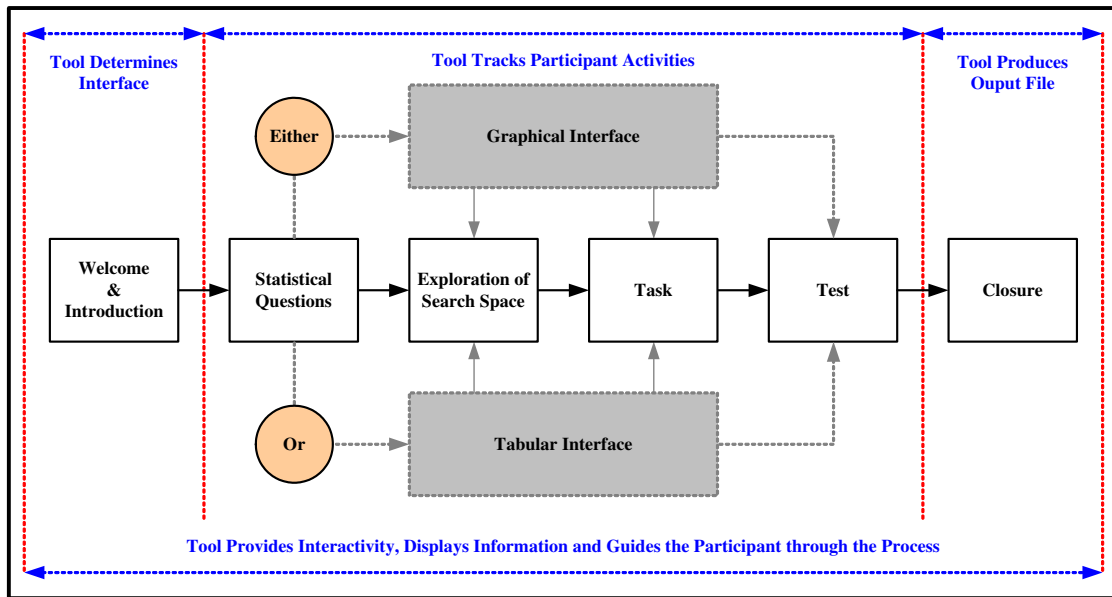 Tool Determines
Interface
Tool Tracks Participant Activities
Tool Produces
Ouput File
Either
Graphical Interface
Welcome
&
Introduction
Statistical
Questions
Exploration of
Search Space
Task
Test
Closure
Or
Tabular Interface
Tool Provides Interactivity, Displays Information and Guides the Participant through the Process